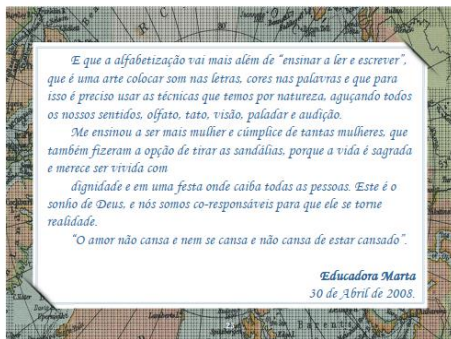 E que a alfabetização vai mais além de “ensinar a ler e escrever”,
que é uma arte colocar som nas letras, cores nas palavras e que para
isso é preciso usar as técnicas que temos por natureza, aguçando todos
os nossos sentidos, olfato, tato, visão, paladar e audição.
Me ensinou a ser mais mulher e cúmplice de tantas mulheres, que
também fizeram a opção de tirar as sandálias, porque a vida é sagrada
e merece ser vivida com
dignidade e em uma festa onde caiba todas as pessoas. Este é o
sonho de Deus, e nós somos co-responsáveis para que ele se torne
realidade.
“O amor não cansa e nem se cansa e não cansa de estar cansado”.
Educadora Marta
30 de Abril de 2008.